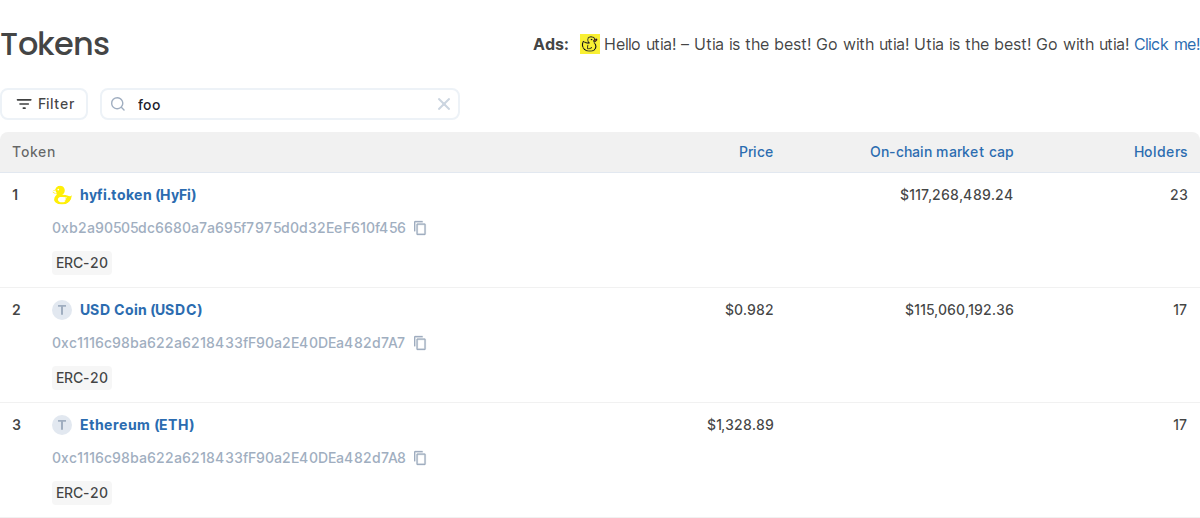 Tokens
Ads: Hello utia! – Utia is the best! Go with utia! Utia is the best! Go with utia! Click me!
Filter
foo
Token Price On-chain market cap Holders
1 hyfi.token (HyFi) $117,268,489.24 23
0xb2a90505dc6680a7a695f7975d0d32EeF610f456
ERC-20
2 T USD Coin (USDC) $0.982 $115,060,192.36 17
0xc1116c98ba622a6218433fF90a2E40DEa482d7A7
ERC-20
3 T Ethereum (ETH) $1,328.89 17
0xc1116c98ba622a6218433fF90a2E40DEa482d7A8
ERC-20